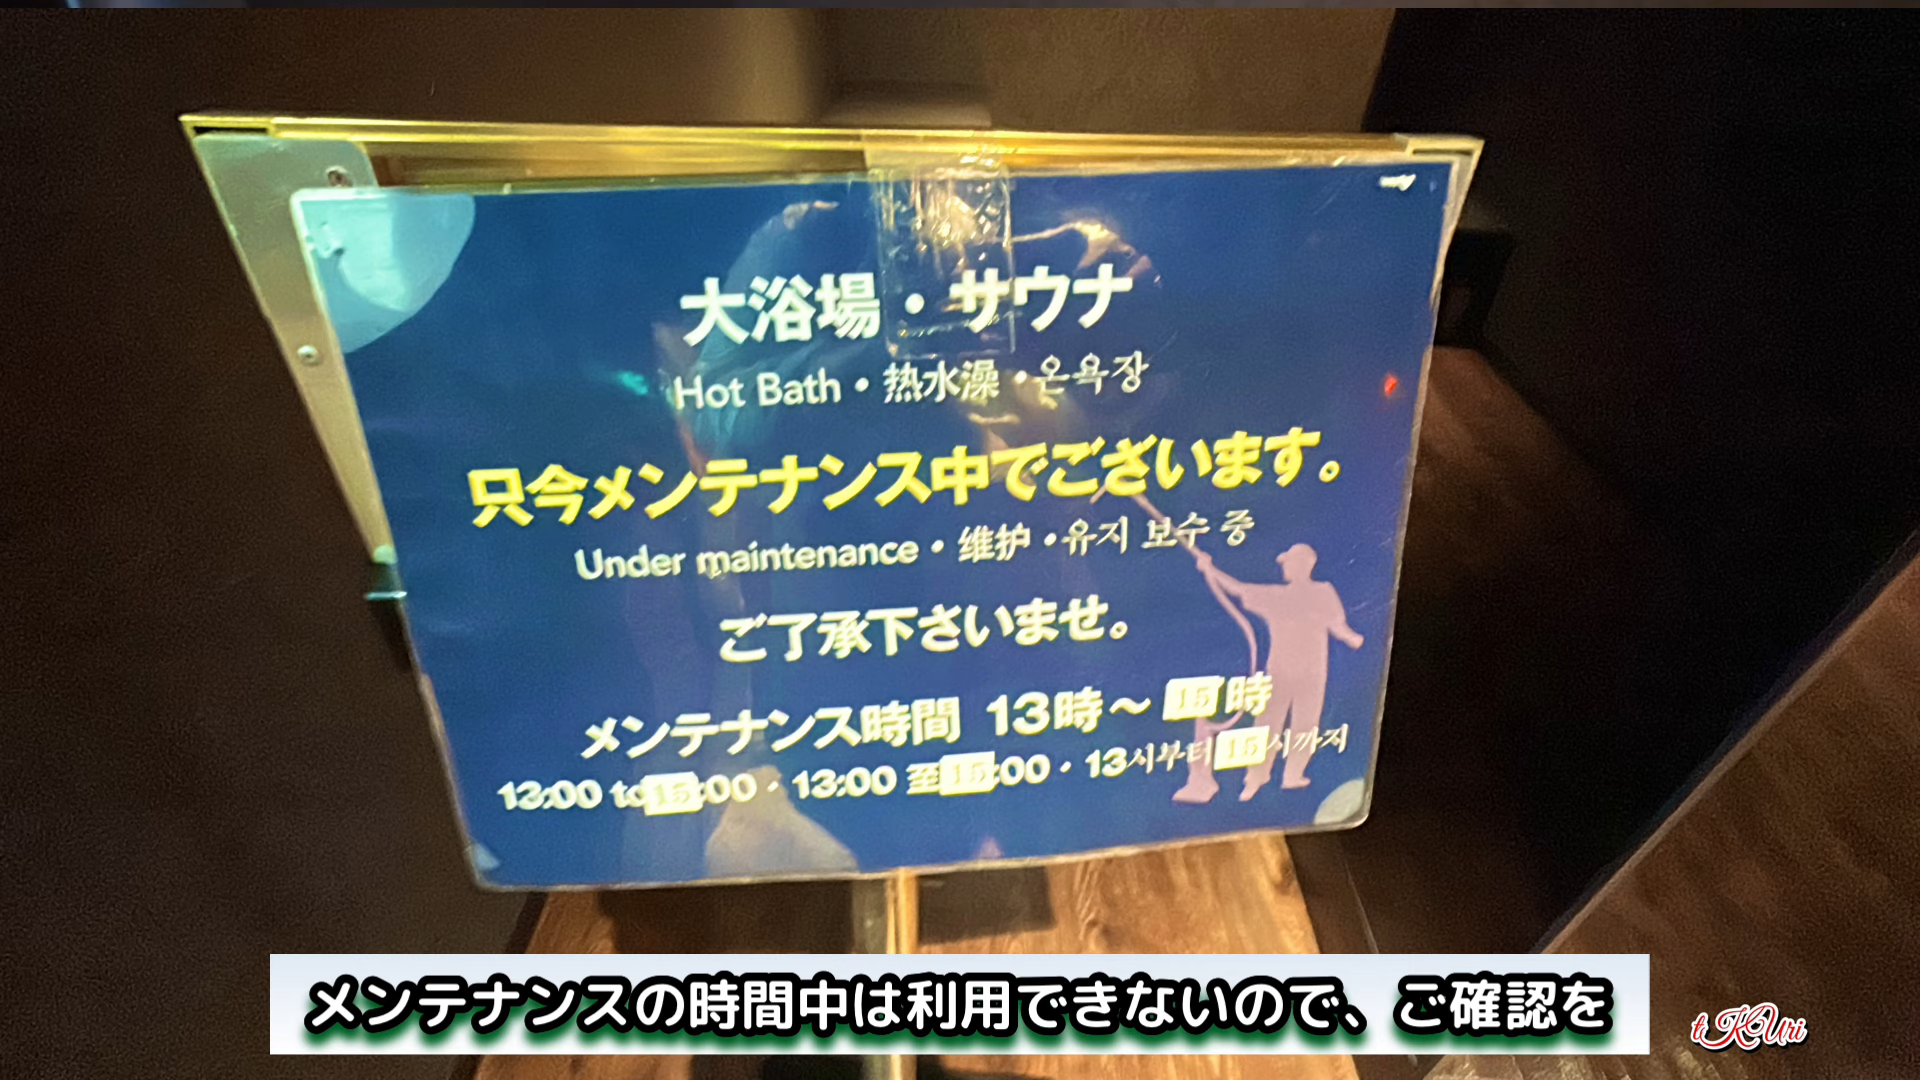 大浴場・サウナ
Hot Bath・热水澡・온욕장
只今メンテナンス中でございます。
Under maintenance・维护・유지 보수 중
ご了承下さいませ。
メンテナンス時間 13時～15時
13:00 to 15:00・13:00 至 15:00・13시부터 15시까지
メンテナンスの時間中は利用できないので、ご確認を